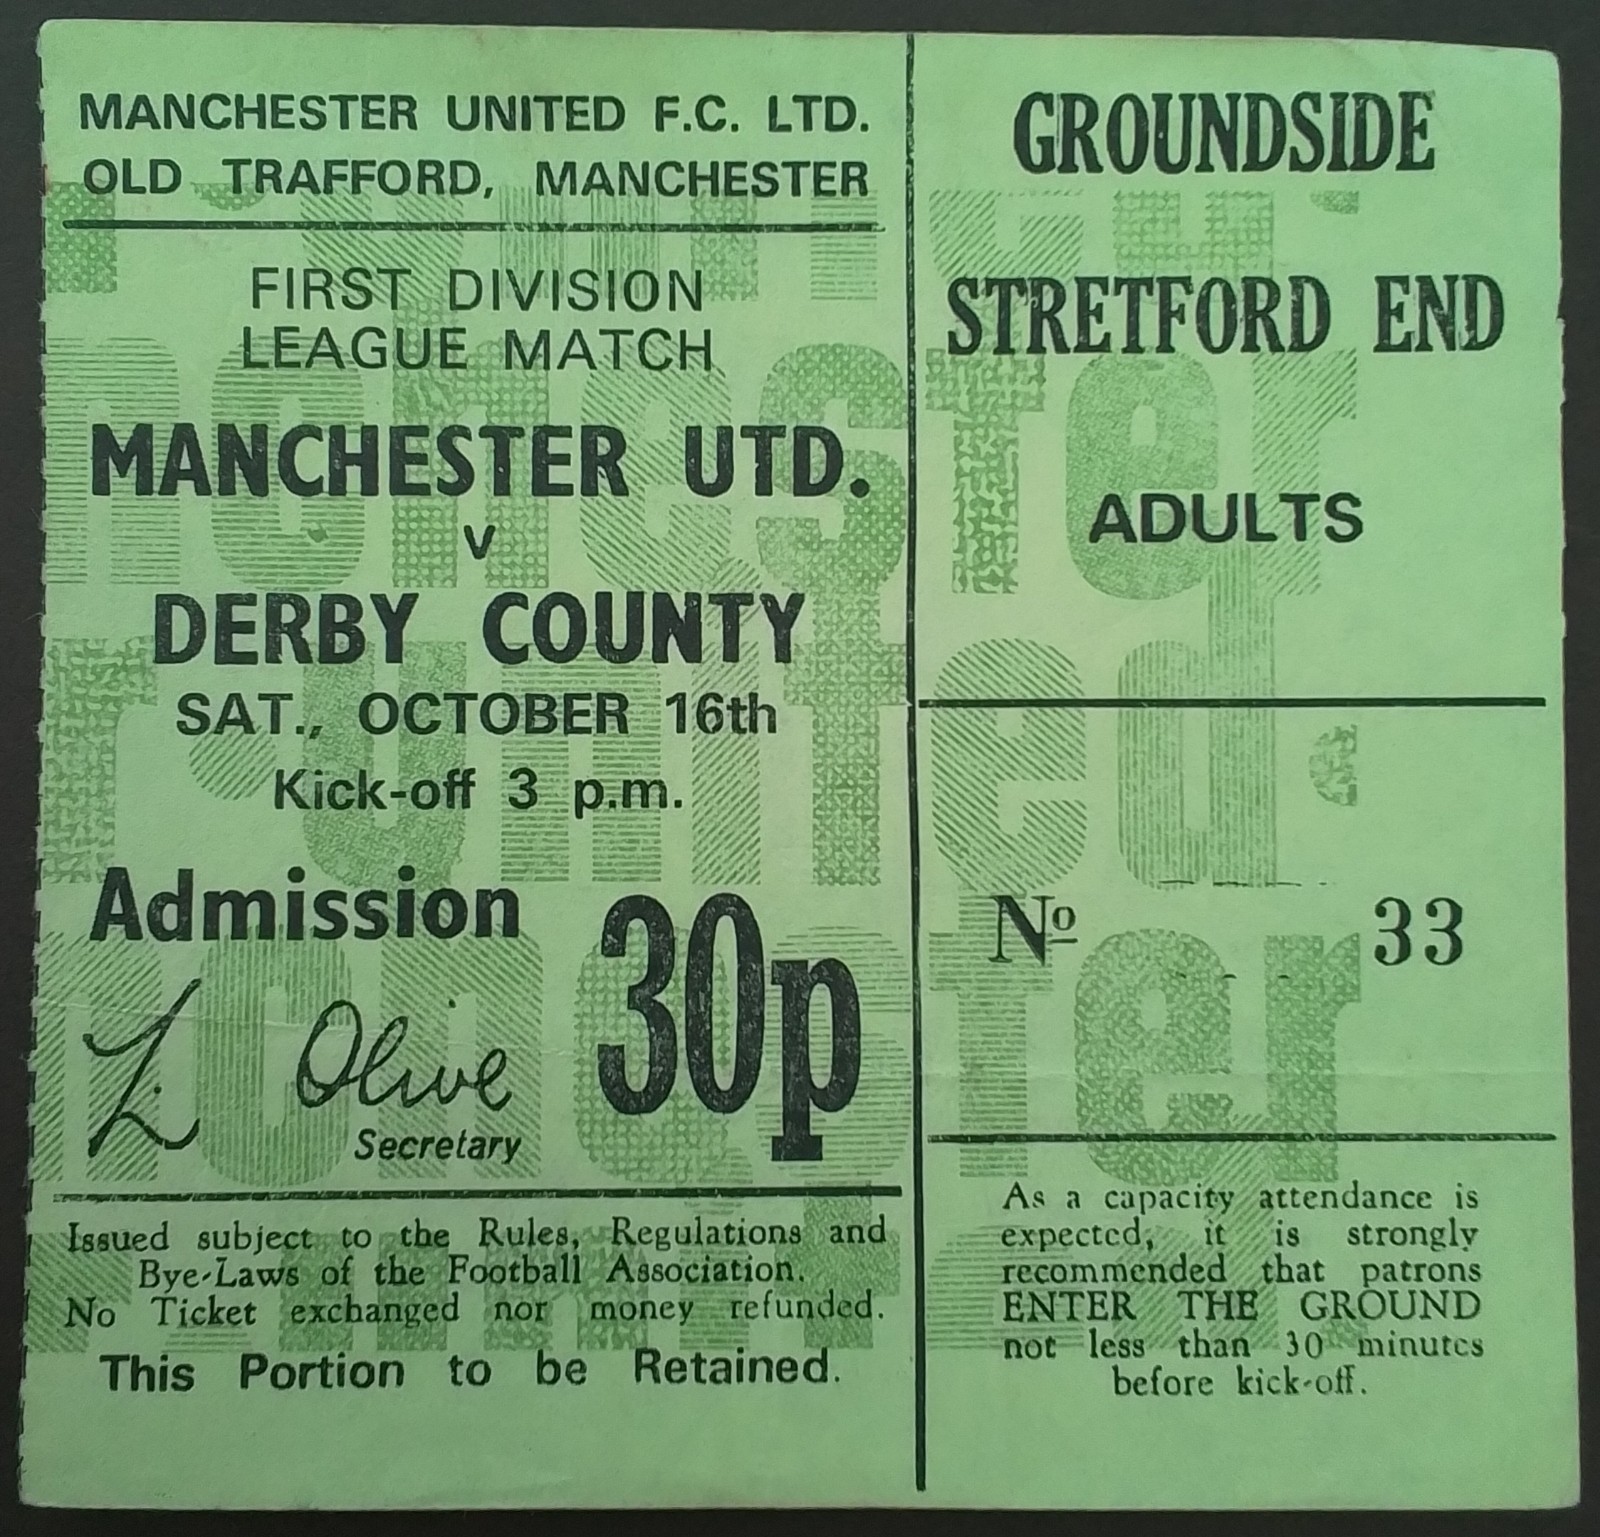 MANCHESTER UNITED F.C. LTD.
OLD TRAFFORD, MANCHESTER
FIRST DIVISION
LEAGUE MATCH
MANCHESTER UTD.
v
DERBY COUNTY
SAT., OCTOBER 16th
Kick-off 3 p.m.
Admission 30p
L. Olive
Secretary
Issued subject to the Rules, Regulations and
Bye-Laws of the Football Association.
No Ticket exchanged nor money refunded.
This Portion to be Retained.
GROUNDSIDE
STRETFORD END
ADULTS
No 33
As a capacity attendance is
expected, it is strongly
recommended that patrons
ENTER THE GROUND
not less than 30 minutes
before kick-off.